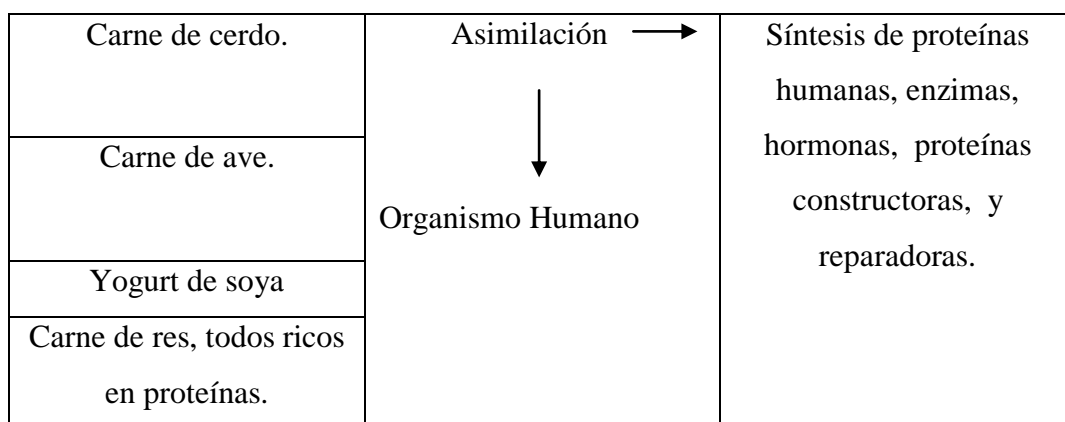 Carne de cerdo.
Carne de ave.
Yogurt de soya
Carne de res, todos ricos
en proteínas.
Asimilación
Organismo Humano
Síntesis de proteínas
humanas, enzimas,
hormonas, proteínas
constructoras, y
reparadoras.